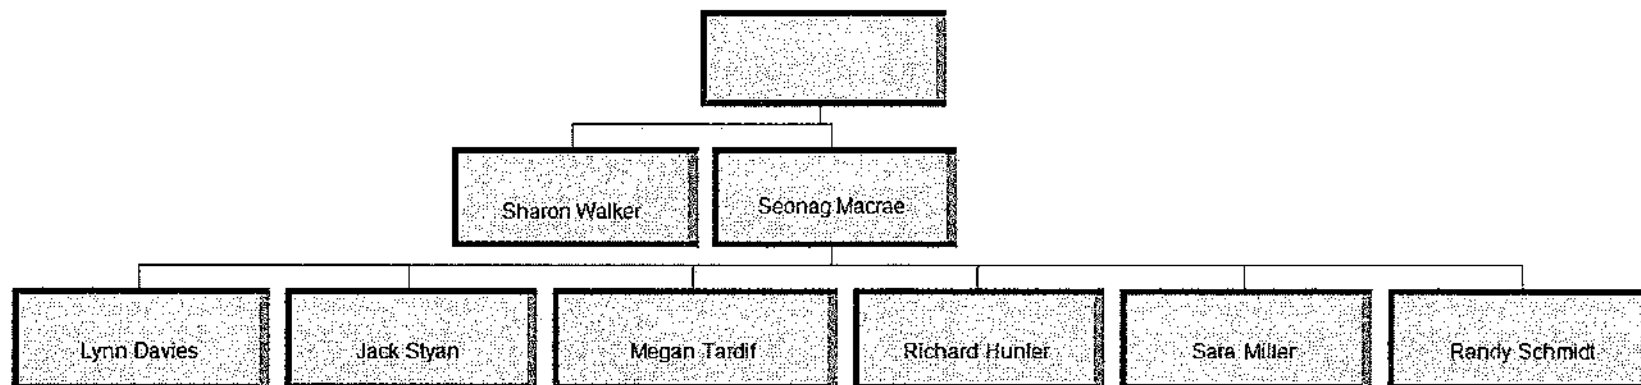 Sharon Walker
Seonag Macrae
Lynn Davies
Jack Styan
Megan Tardif
Richard Hunter
Sara Miller
Randy Schmidt